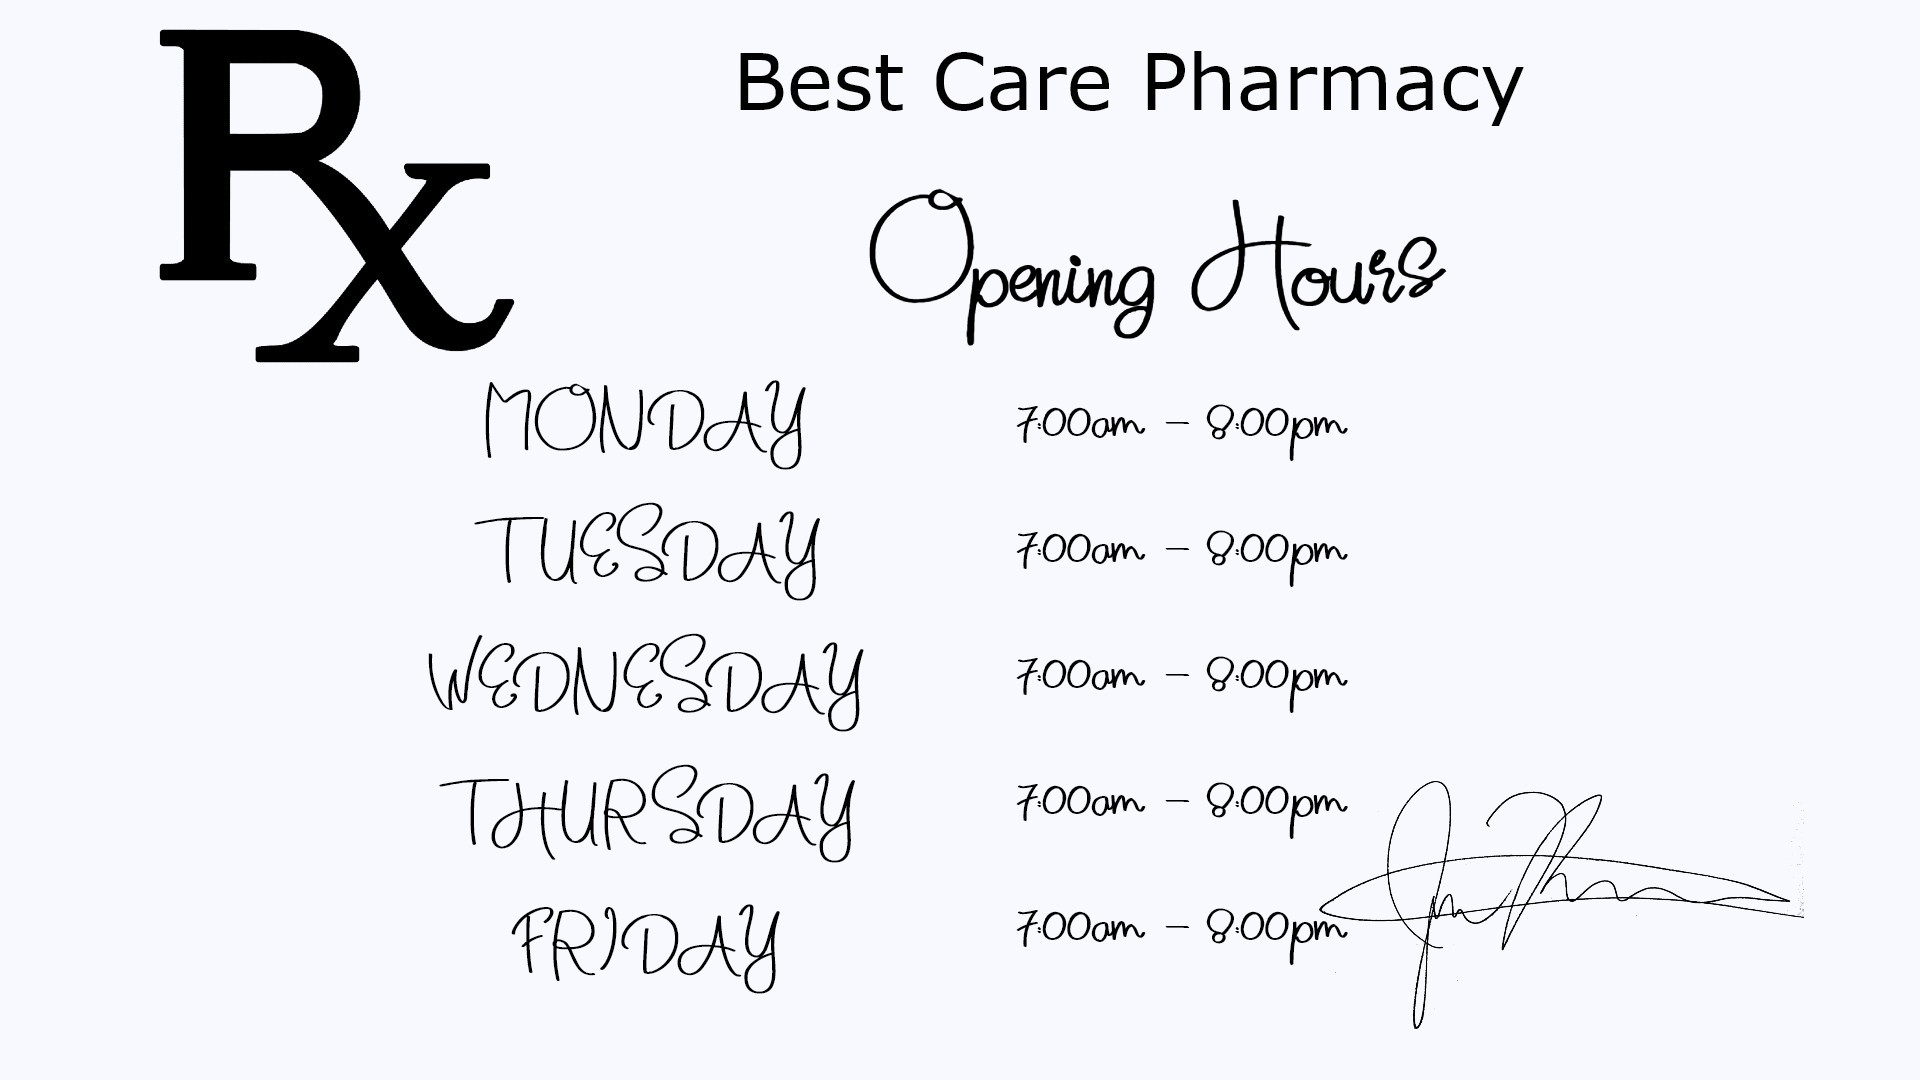 Rx
Best Care Pharmacy
Opening Hours
MONDAY 7:00am – 8:00pm
TUESDAY 7:00am – 8:00pm
WEDNESDAY 7:00am – 8:00pm
THURSDAY 7:00am – 8:00pm
FRIDAY 7:00am – 8:00pm